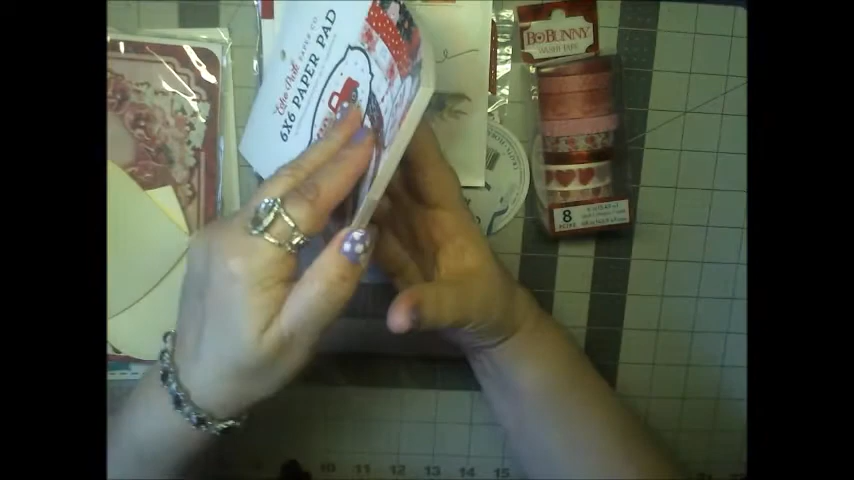 Echo Park PAPER CO
6X6 PAPER PAD
BOBUNNY
WASHI TAPE
8
10 11 12 13 14 15